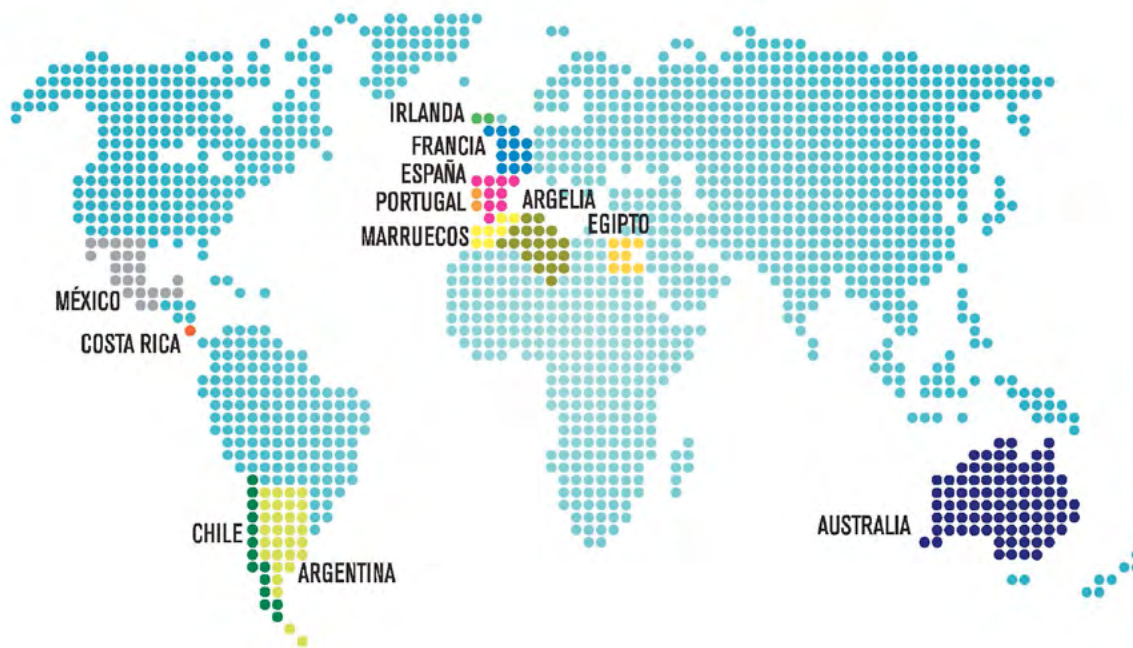 IRLANDA
FRANCIA
ESPAÑA
PORTUGAL
ARGELIA
MARRUECOS
EGIPTO
MÉXICO
COSTA RICA
CHILE
ARGENTINA
AUSTRALIA